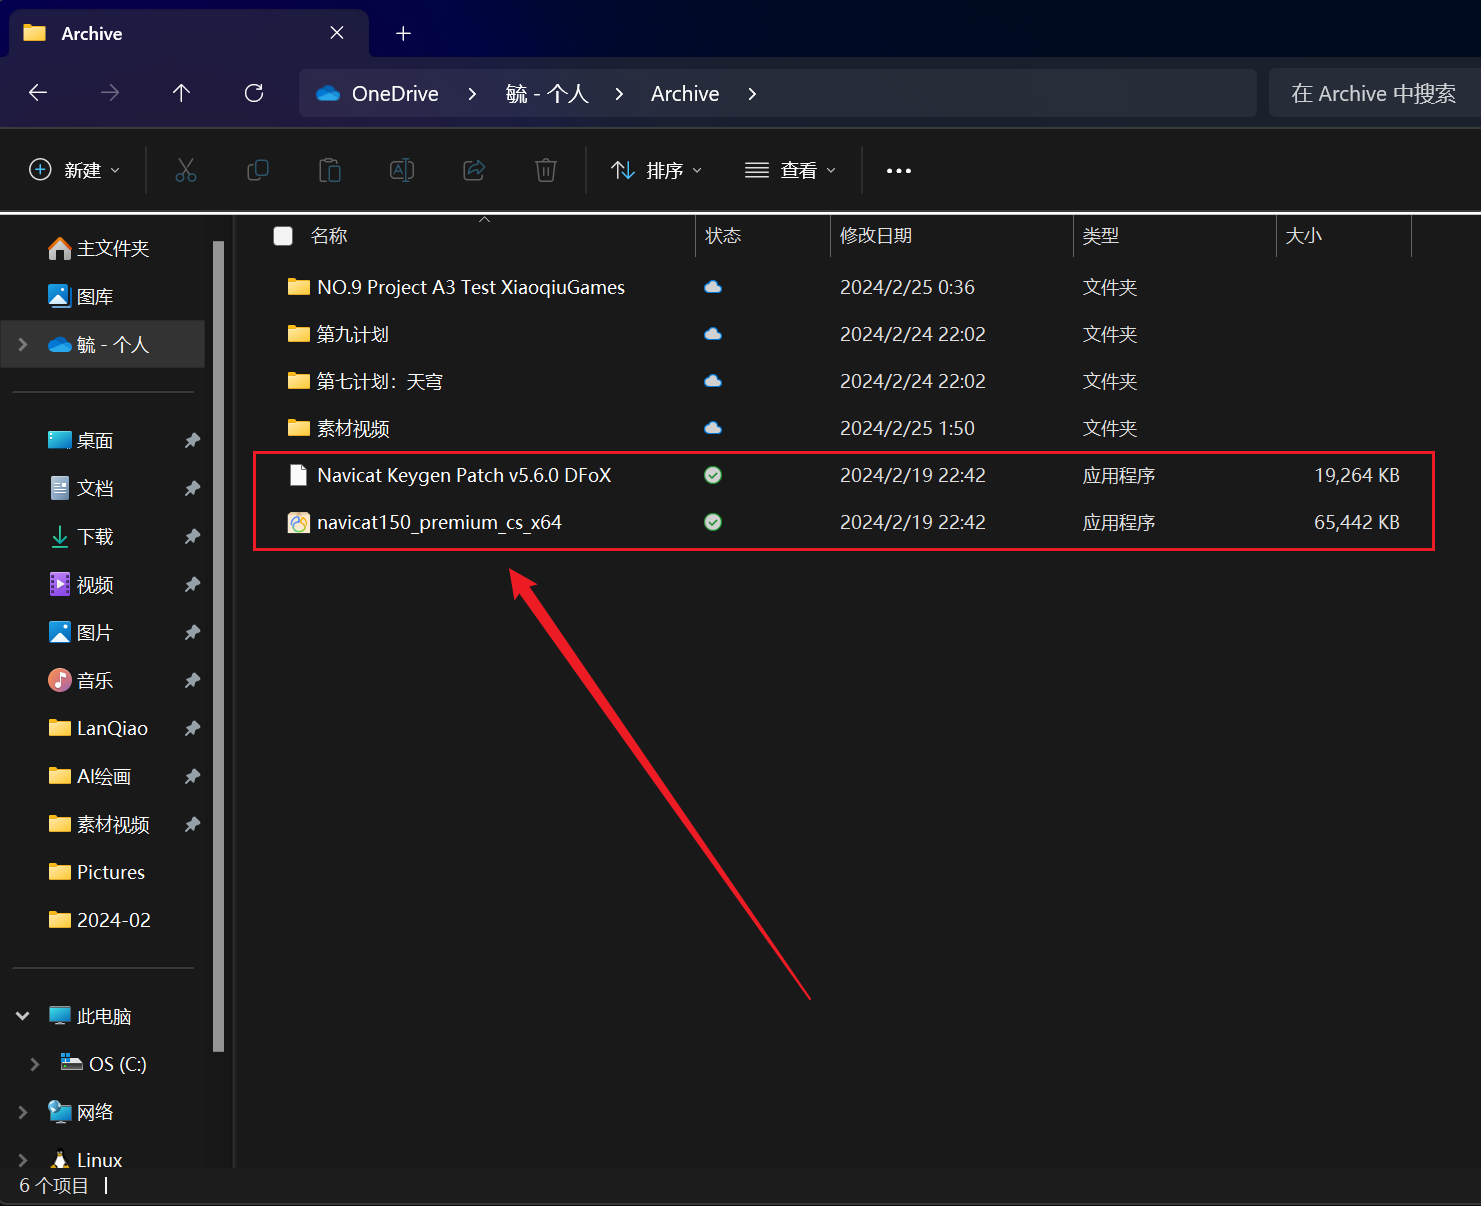 Archive
OneDrive > 毓 - 个人 > Archive >
在 Archive 中搜索
新建
排序
查看
主文件夹
图库
毓 - 个人
桌面
文档
下载
视频
图片
音乐
LanQiao
AI绘画
素材视频
Pictures
2024-02
此电脑
OS (C:)
网络
Linux
名称 状态 修改日期 类型 大小
NO.9 Project A3 Test XiaoqiuGames 2024/2/25 0:36 文件夹
第九计划 2024/2/24 22:02 文件夹
第七计划：天穹 2024/2/24 22:02 文件夹
素材视频 2024/2/25 1:50 文件夹
Navicat Keygen Patch v5.6.0 DFoX 2024/2/19 22:42 应用程序 19,264 KB
navicat150_premium_cs_x64 2024/2/19 22:42 应用程序 65,442 KB
6 个项目